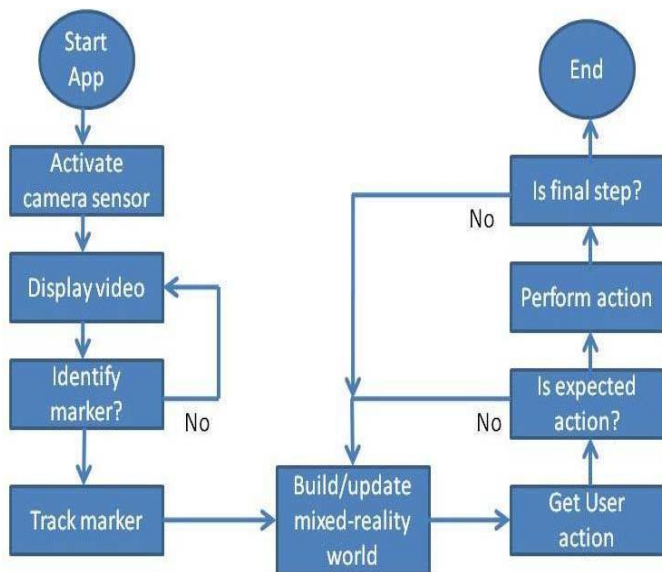 Start
App
Activate
camera sensor
Display video
Identify
marker?
No
Track marker
Build/update
mixed-reality
world
Get User
action
Is expected
action?
No
Perform action
Is final step?
No
End